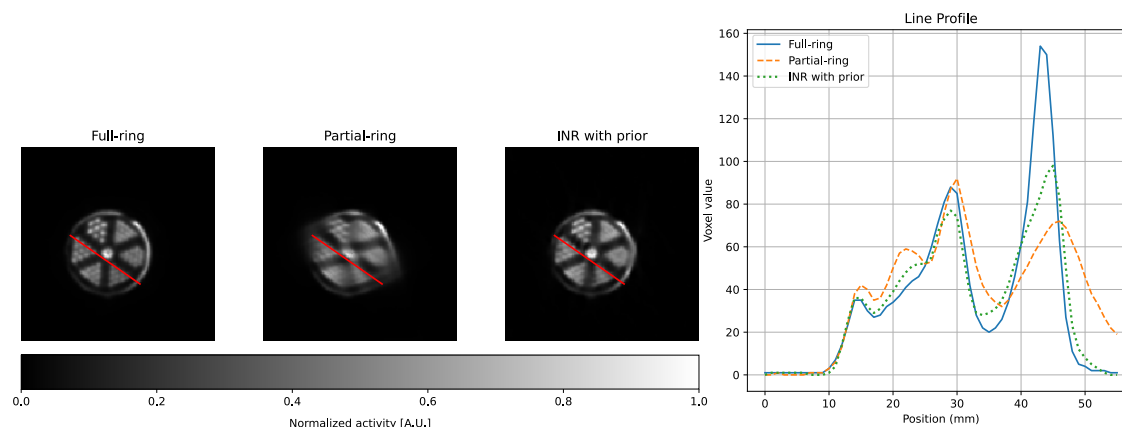 Full-ring
Partial-ring
INR with prior
0.0
0.2
0.4
0.6
0.8
1.0
Normalized activity [A.U.]
Line Profile
Full-ring
Partial-ring
INR with prior
Voxel value
160
140
120
100
80
60
40
20
0
0
10
20
30
40
50
Position (mm)